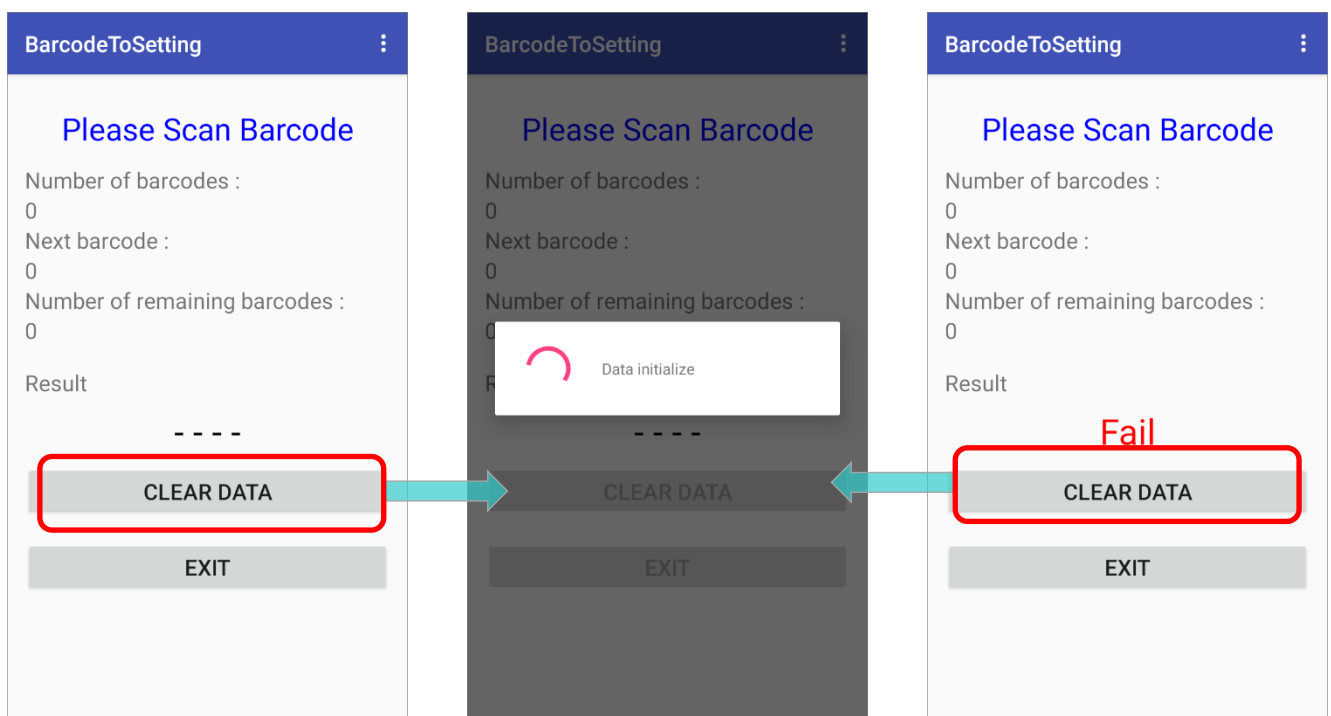 BarcodeToSetting
Please Scan Barcode
Number of barcodes :
0
Next barcode :
0
Number of remaining barcodes :
0
Result
- - - -
CLEAR DATA
EXIT
BarcodeToSetting
Please Scan Barcode
Number of barcodes :
0
Next barcode :
0
Number of remaining barcodes :
Data initialize
- - - -
CLEAR DATA
EXIT
BarcodeToSetting
Please Scan Barcode
Number of barcodes :
0
Next barcode :
0
Number of remaining barcodes :
0
Result
Fail
CLEAR DATA
EXIT